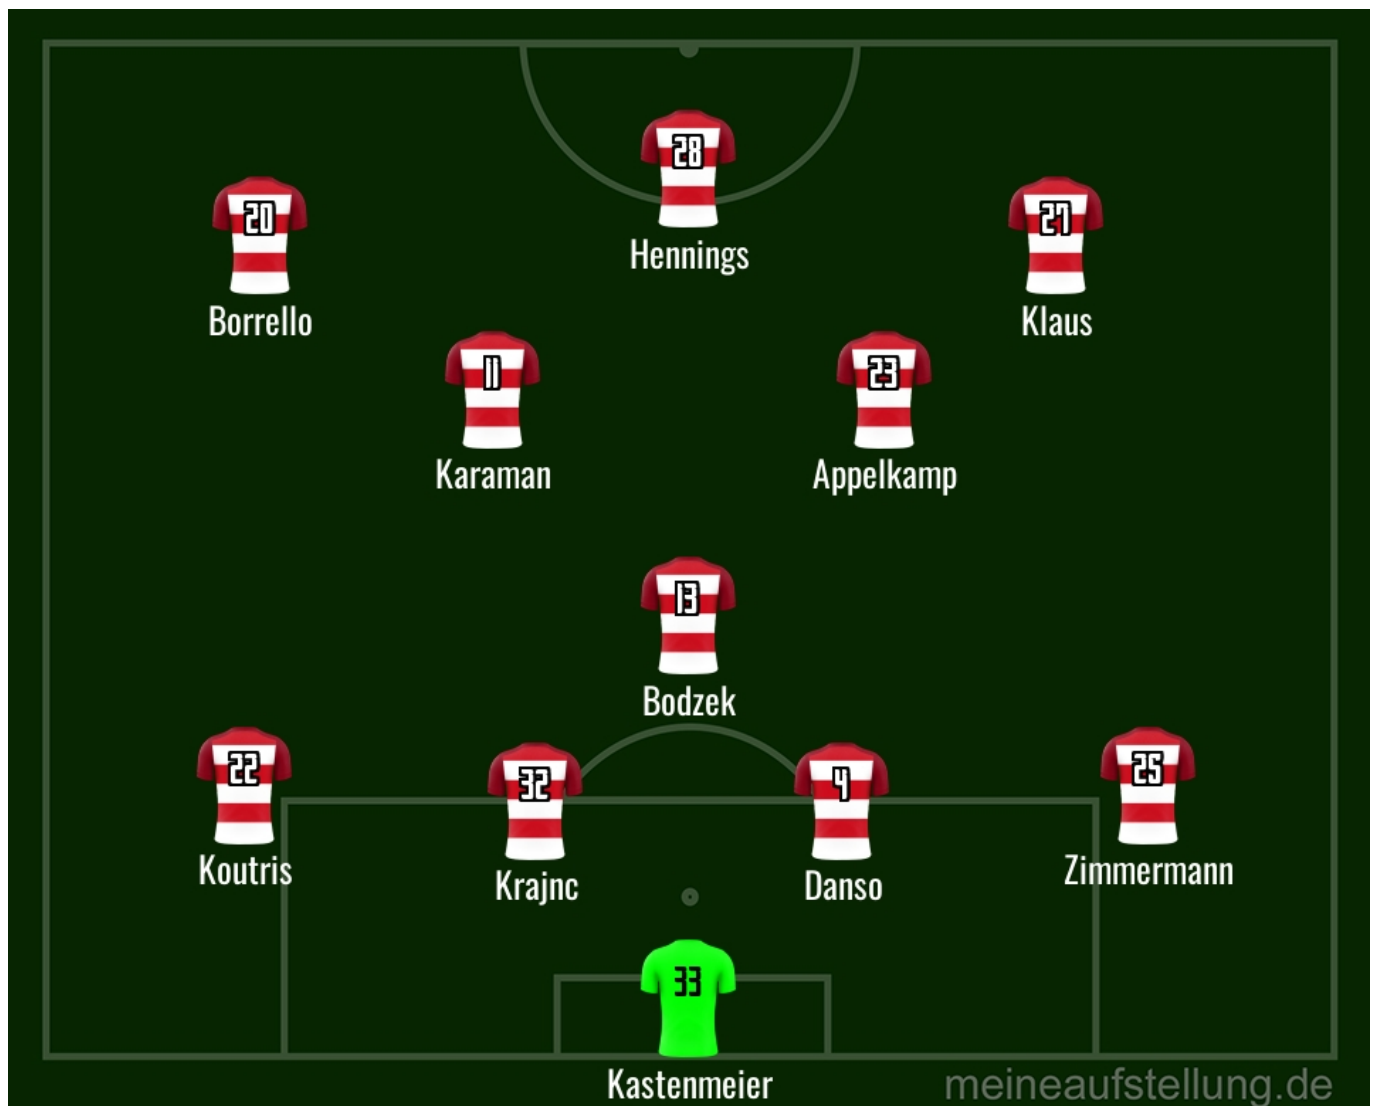 28
Hennings
20
Borrello
27
Klaus
11
Karaman
23
Appelkamp
13
Bodzek
22
Koutris
32
Krajnc
4
Danso
25
Zimmermann
33
Kastenmeier
meineaufstellung.de